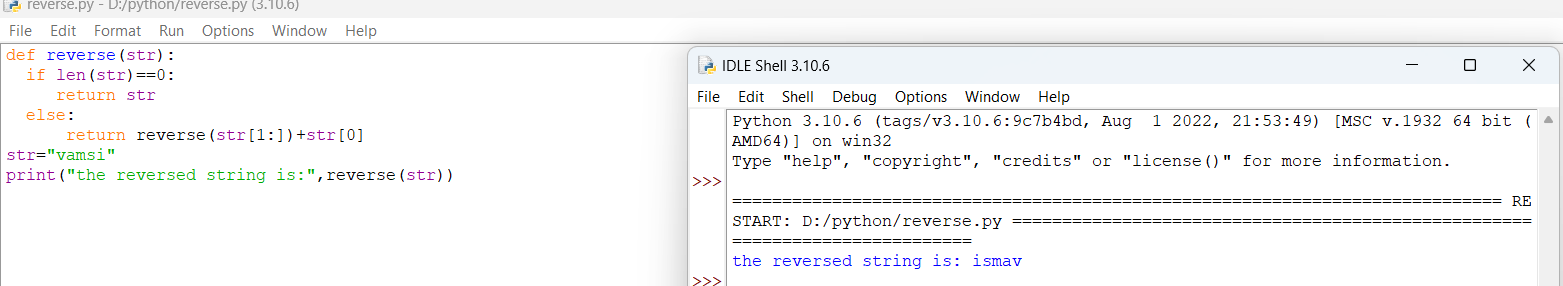 reverse.py - D:/python/reverse.py (3.10.6)
File Edit Format Run Options Window Help
def reverse(str):
  if len(str)==0:
     return str
  else:
      return reverse(str[1:])+str[0]
str="vamsi"
print("the reversed string is:",reverse(str))
IDLE Shell 3.10.6
File Edit Shell Debug Options Window Help
Python 3.10.6 (tags/v3.10.6:9c7b4bd, Aug  1 2022, 21:53:49) [MSC v.1932 64 bit (
AMD64)] on win32
Type "help", "copyright", "credits" or "license()" for more information.
>>>
============================================================================= RE
START: D:/python/reverse.py ====================================================
========================
the reversed string is: ismav
>>>